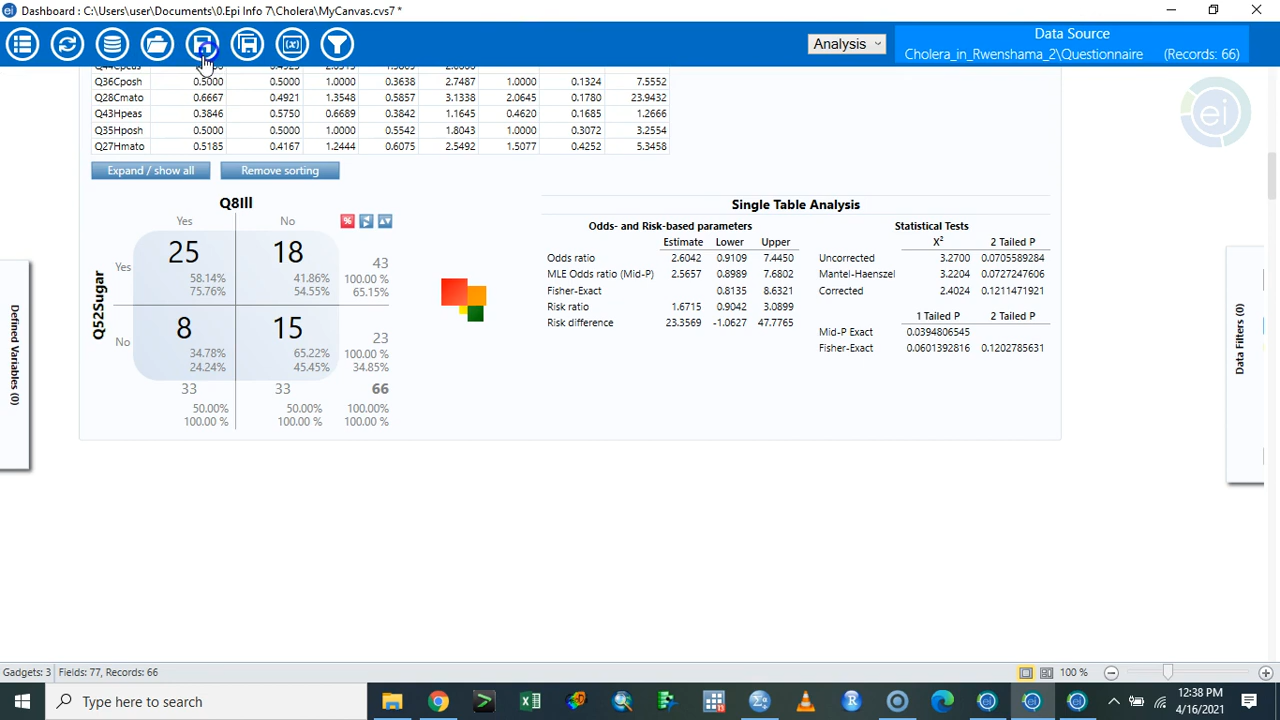 Dashboard : C:\Users\user\Documents\0.Epi Info 7\Cholera\MyCanvas.cvs7 *
Analysis
Data Source
Cholera_in_Rwenshama_2\Questionnaire (Records: 66)
Q36Cposh 0.5000 0.5000 1.0000 0.3638 2.7487 1.0000 0.1324 7.5552
Q28Cmato 0.6667 0.4921 1.3548 0.5857 3.1338 2.0645 0.1780 23.9432
Q43Hpeas 0.3846 0.5750 0.6689 0.3842 1.1645 0.4620 0.1685 1.2666
Q35Hposh 0.5000 0.5000 1.0000 0.5542 1.8043 1.0000 0.3072 3.2554
Q27Hmato 0.5185 0.4167 1.2444 0.6075 2.5492 1.5077 0.4252 5.3458
Expand / show all Remove sorting
Q8Ill
Yes No
%
Q52Sugar
Yes
25 18 43
58.14% 41.86% 100.00 %
75.76% 54.55% 65.15%
No
8 15 23
34.78% 65.22% 100.00 %
24.24% 45.45% 34.85%
33 33 66
50.00% 50.00% 100.00%
100.00 % 100.00 % 100.00 %
Single Table Analysis
Odds- and Risk-based parameters
Estimate Lower Upper
Odds ratio 2.6042 0.9109 7.4450
MLE Odds ratio (Mid-P) 2.5657 0.8989 7.6802
Fisher-Exact 0.8135 8.6321
Risk ratio 1.6715 0.9042 3.0899
Risk difference 23.3569 -1.0627 47.7765
Statistical Tests
X² 2 Tailed P
Uncorrected 3.2700 0.0705589284
Mantel-Haenszel 3.2204 0.0727247606
Corrected 2.4024 0.1211471921
1 Tailed P 2 Tailed P
Mid-P Exact 0.0394806545
Fisher-Exact 0.0601392816 0.1202785631
Defined Variables (0)
Data Filters (0)
Gadgets: 3 Fields: 77, Records: 66
100 %
Type here to search
12:38 PM
4/16/2021